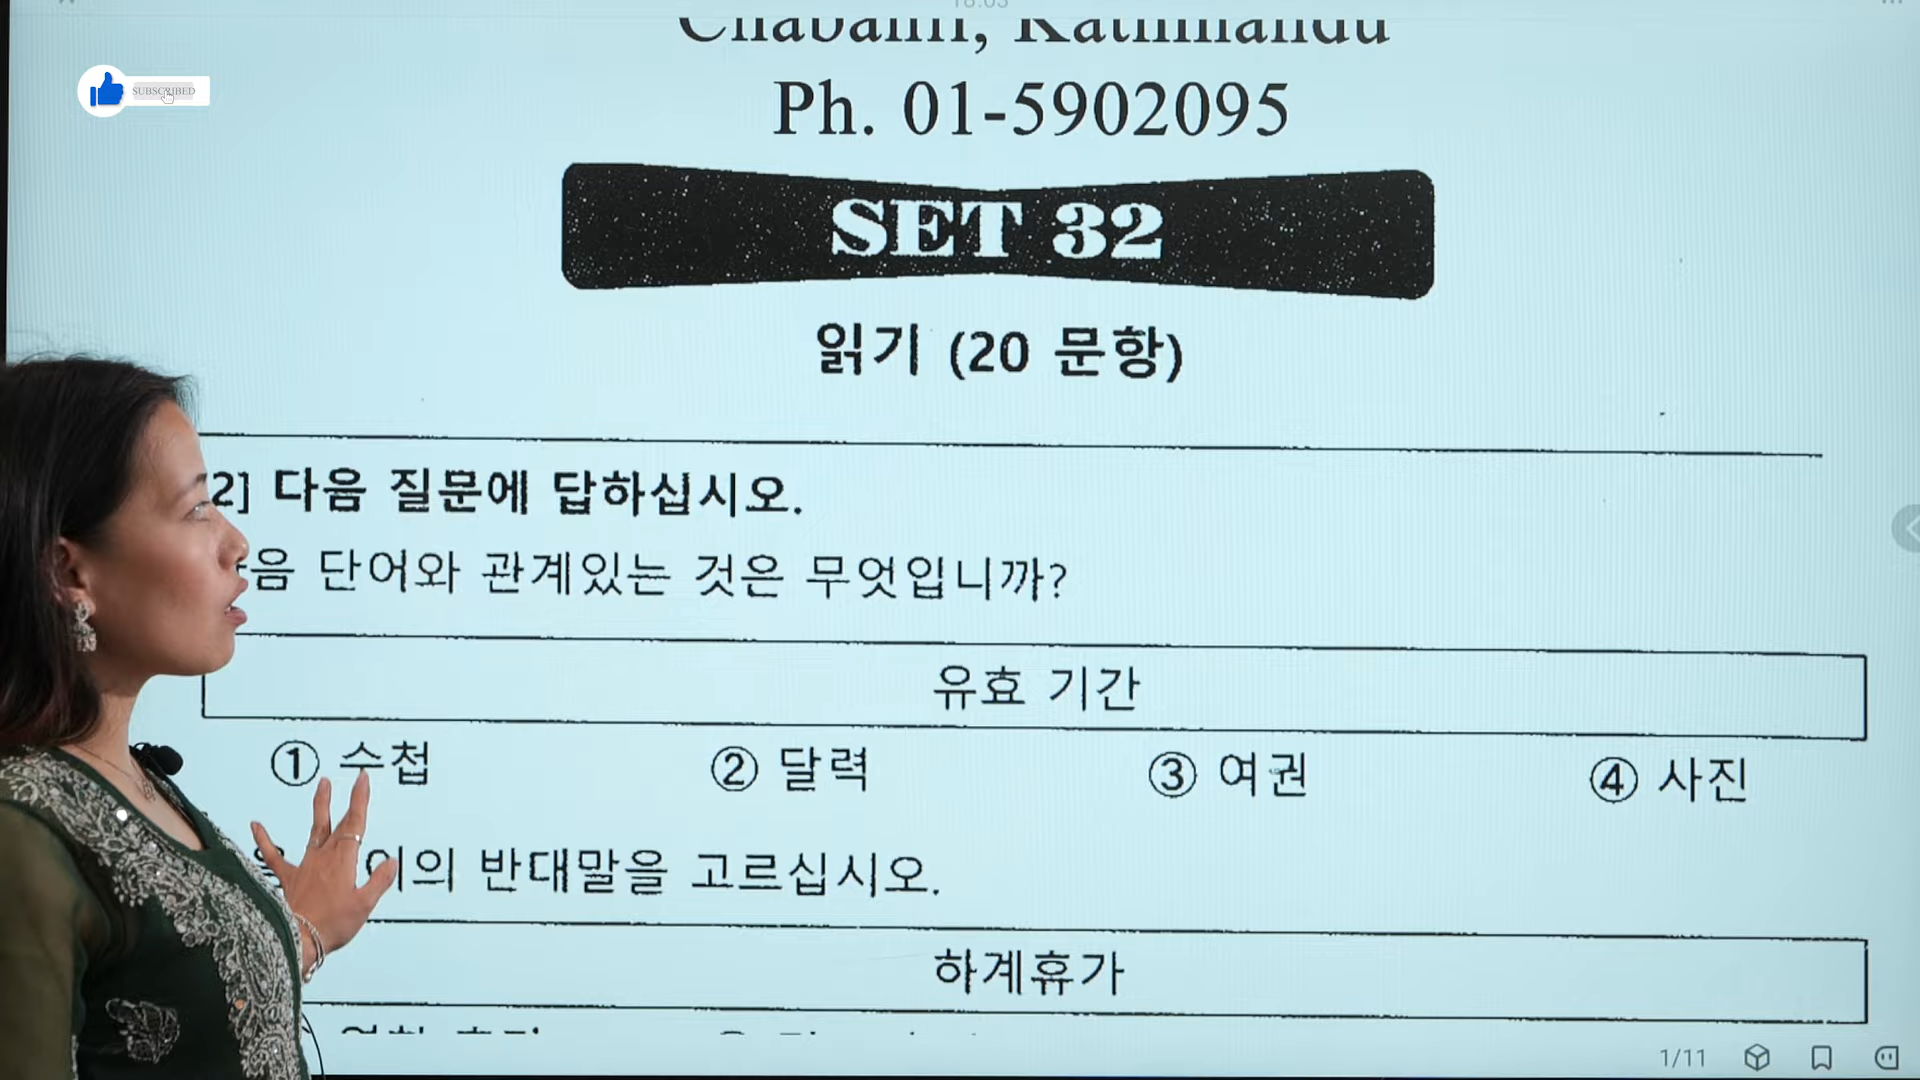 Ph. 01-5902095
SUBSCRIBED
SET 32
읽기 (20 문항)
2] 다음 질문에 답하십시오.
음 단어와 관계있는 것은 무엇입니까?
유효 기간
① 수첩 ② 달력 ③ 여권 ④ 사진
의 반대말을 고르십시오.
하계휴가
1/11